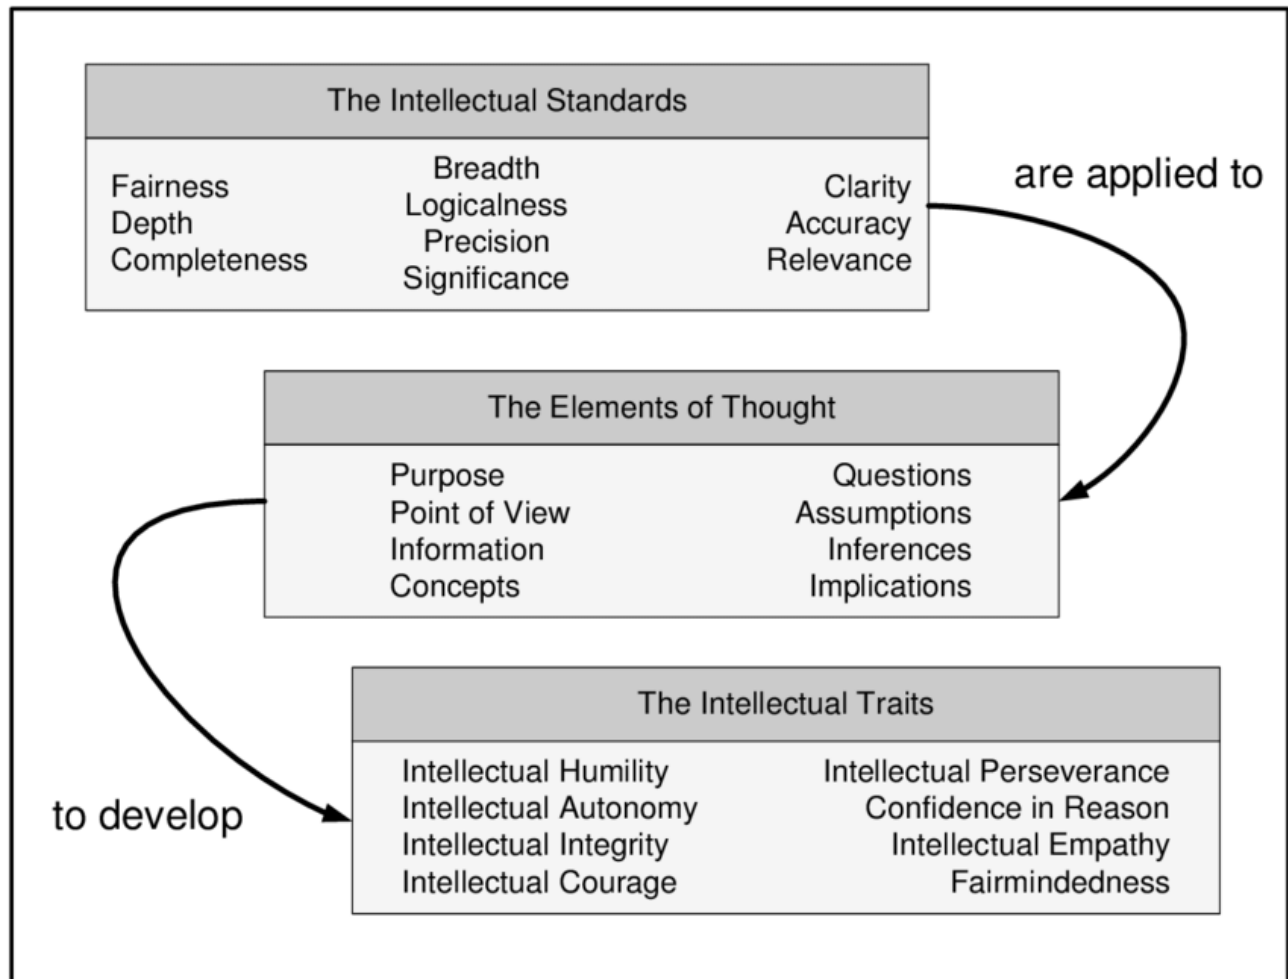 The Intellectual Standards
Fairness
Depth
Completeness
Breadth
Logicalness
Precision
Significance
Clarity
Accuracy
Relevance
are applied to
The Elements of Thought
Purpose
Point of View
Information
Concepts
Questions
Assumptions
Inferences
Implications
to develop
The Intellectual Traits
Intellectual Humility
Intellectual Autonomy
Intellectual Integrity
Intellectual Courage
Intellectual Perseverance
Confidence in Reason
Intellectual Empathy
Fairmindedness